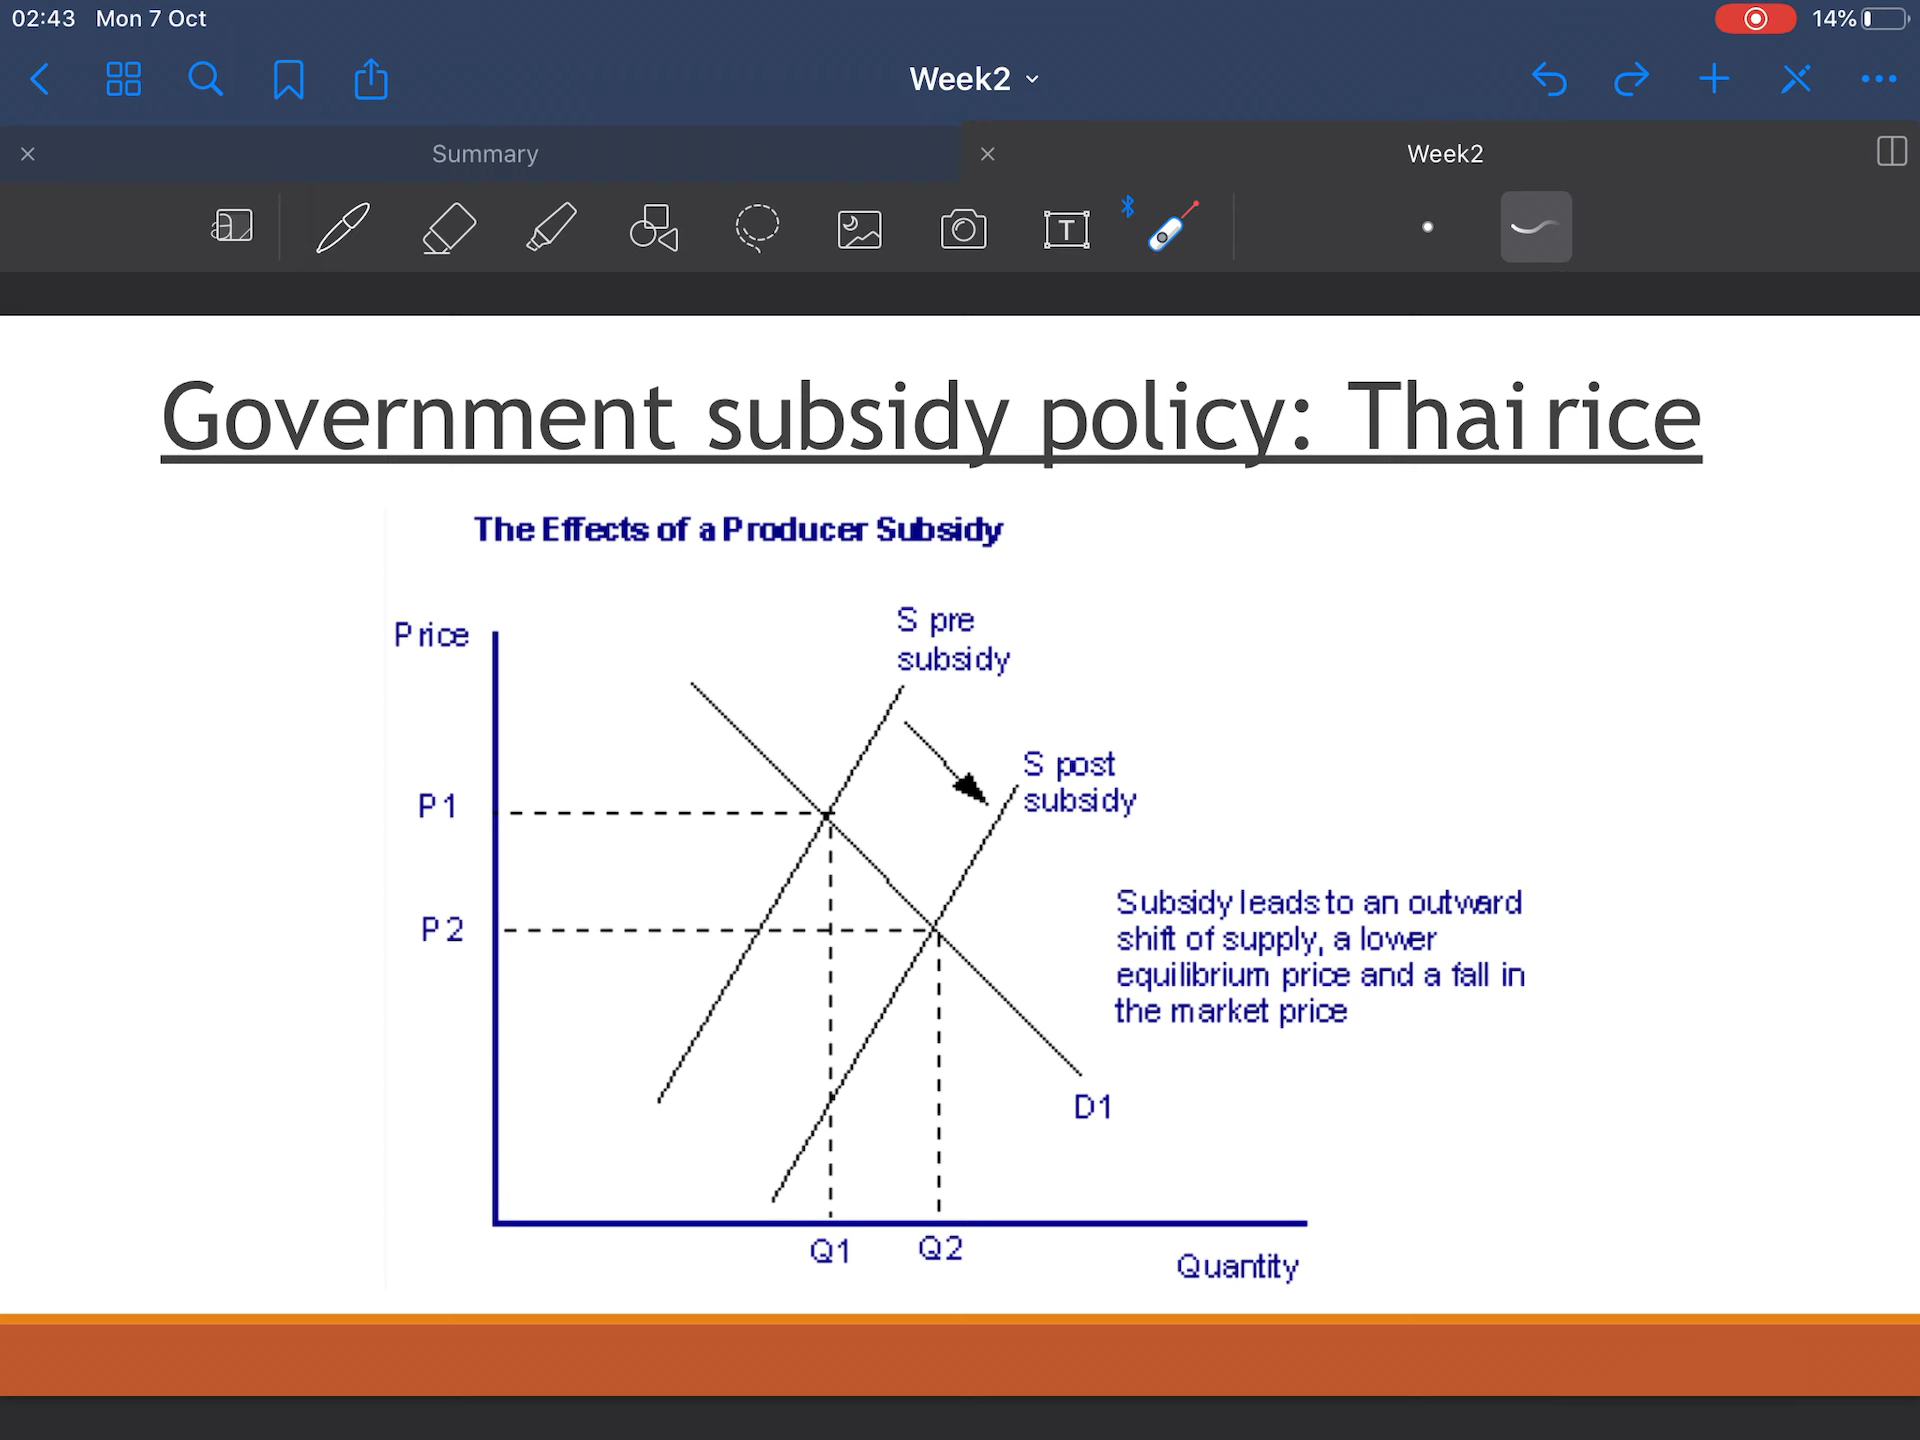 02:43 Mon 7 Oct
14%
Week2
Summary
Week2
T
Government subsidy policy: Thai rice
The Effects of a Producer Subsidy
Price
S pre
subsidy
S post
subsidy
P1
P2
Subsidy leads to an outward
shift of supply, a lower
equilibrium price and a fall in
the market price
D1
Q1
Q2
Quantity